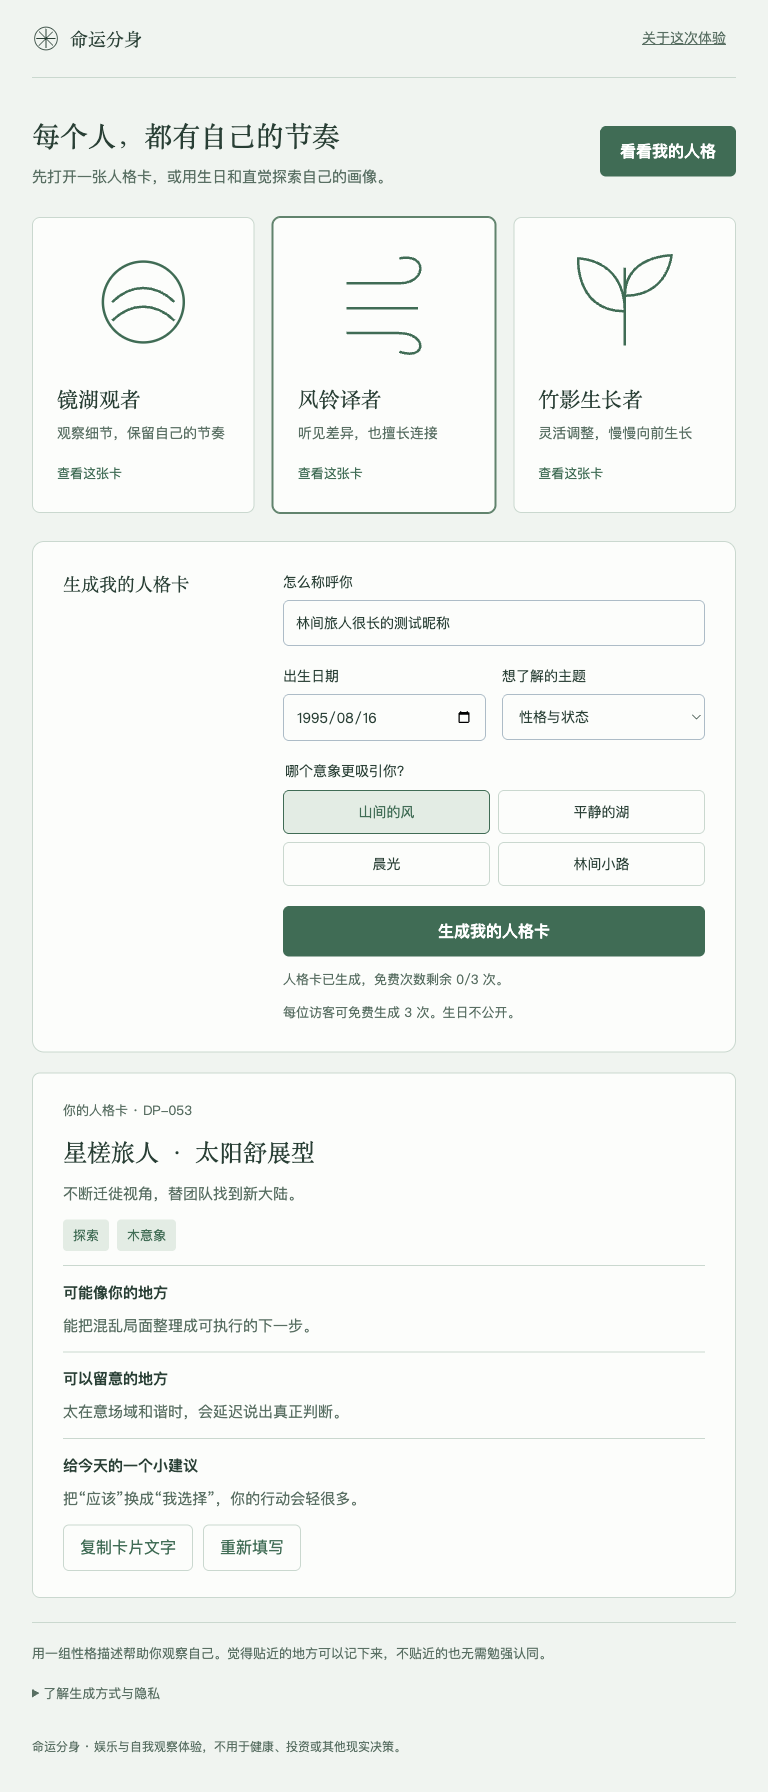 命运分身
关于这次体验
每个人，都有自己的节奏
先打开一张人格卡，或用生日和直觉探索自己的画像。
看看我的人格
镜湖观者
观察细节，保留自己的节奏
查看这张卡
风铃译者
听见差异，也擅长连接
查看这张卡
竹影生长者
灵活调整，慢慢向前生长
查看这张卡
生成我的人格卡
怎么称呼你
林间旅人很长的测试昵称
出生日期
1995/08/16
想了解的主题
性格与状态
哪个意象更吸引你?
山间的风
平静的湖
晨光
林间小路
生成我的人格卡
人格卡已生成，免费次数剩余 0/3 次。
每位访客可免费生成 3 次。生日不公开。
你的人格卡 · DP-053
星槎旅人 · 太阳舒展型
不断迁徙视角，替团队找到新大陆。
探索
木意象
可能像你的地方
能把混乱局面整理成可执行的下一步。
可以留意的地方
太在意场域和谐时，会延迟说出真正判断。
给今天的一个小建议
把“应该”换成“我选择”，你的行动会轻很多。
复制卡片文字
重新填写
用一组性格描述帮助你观察自己。觉得贴近的地方可以记下来，不贴近的也无需勉强认同。
了解生成方式与隐私
命运分身 · 娱乐与自我观察体验，不用于健康、投资或其他现实决策。